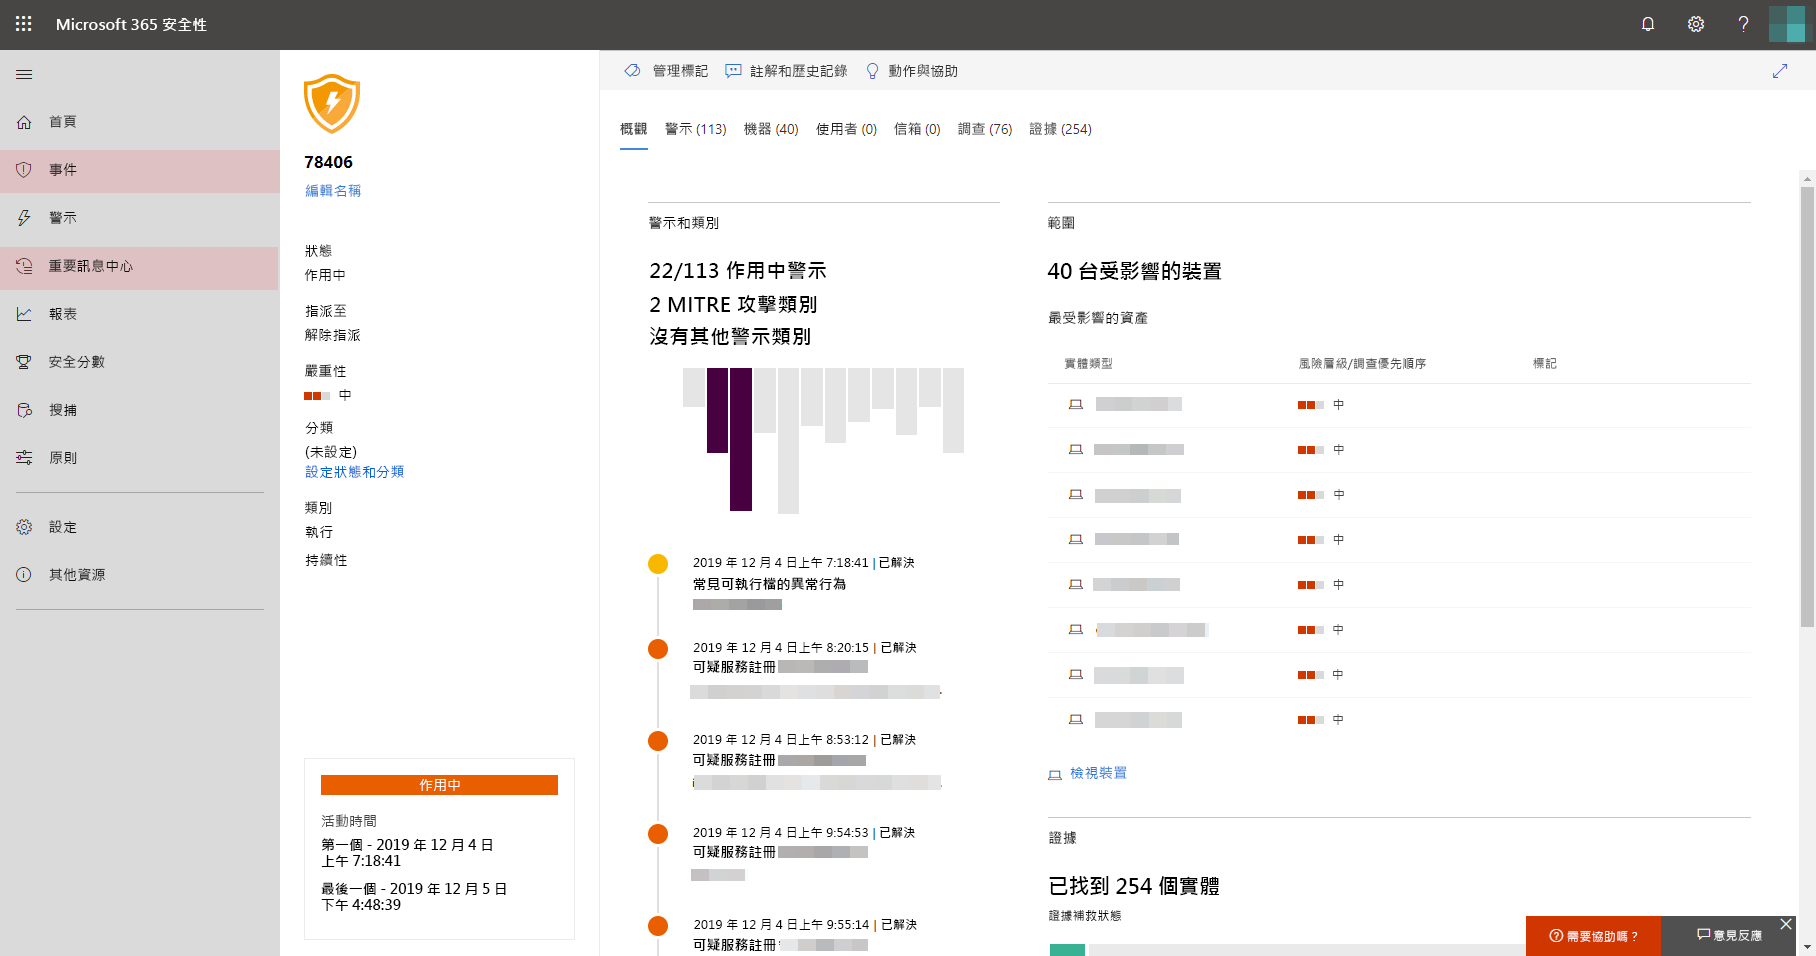 Microsoft 365 安全性
首頁
事件
警示
重要訊息中心
報表
安全分數
搜捕
原則
設定
其他資源
78406
編輯名稱
狀態
作用中
指派至
解除指派
嚴重性
中
分類
(未設定)
設定狀態和分類
類別
執行
持續性
作用中
活動時間
第一個 - 2019 年 12 月 4 日
上午 7:18:41
最後一個 - 2019 年 12 月 5 日
下午 4:48:39
管理標記 註解和歷史記錄 動作與協助
概觀 警示 (113) 機器 (40) 使用者 (0) 信箱 (0) 調查 (76) 證據 (254)
警示和類別
22/113 作用中警示
2 MITRE 攻擊類別
沒有其他警示類別
2019 年 12 月 4 日上午 7:18:41 | 已解決
常見可執行檔的異常行為
2019 年 12 月 4 日上午 8:20:15 | 已解決
可疑服務註冊
2019 年 12 月 4 日上午 8:53:12 | 已解決
可疑服務註冊
2019 年 12 月 4 日上午 9:54:53 | 已解決
可疑服務註冊
2019 年 12 月 4 日上午 9:55:14 | 已解決
可疑服務註冊
範圍
40 台受影響的裝置
最受影響的資產
實體類型 風險層級/調查優先順序 標記
中
中
中
中
中
中
中
中
檢視裝置
證據
已找到 254 個實體
證據補救狀態
需要協助嗎？
意見反應